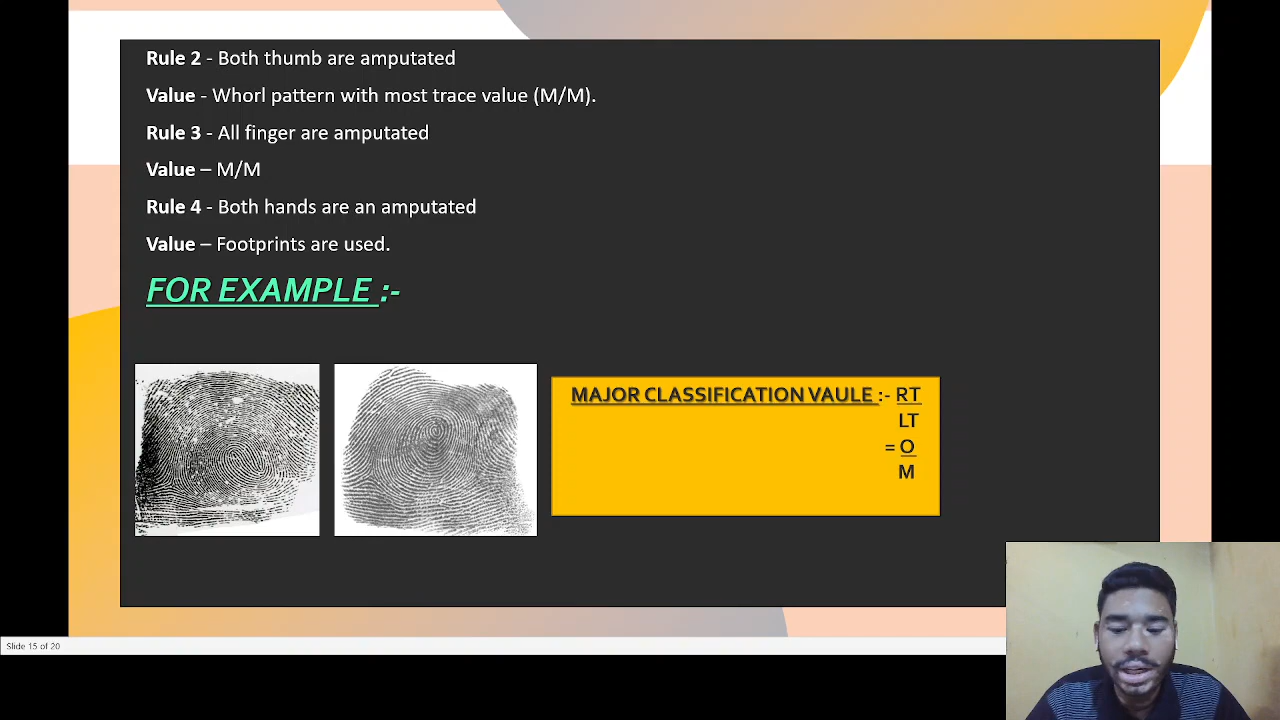 Rule 2 - Both thumb are amputated
Value - Whorl pattern with most trace value (M/M).
Rule 3 - All finger are amputated
Value – M/M
Rule 4 - Both hands are an amputated
Value – Footprints are used.
FOR EXAMPLE :-
MAJOR CLASSIFICATION VAULE :- RT
LT
= O
M
Slide 15 of 20